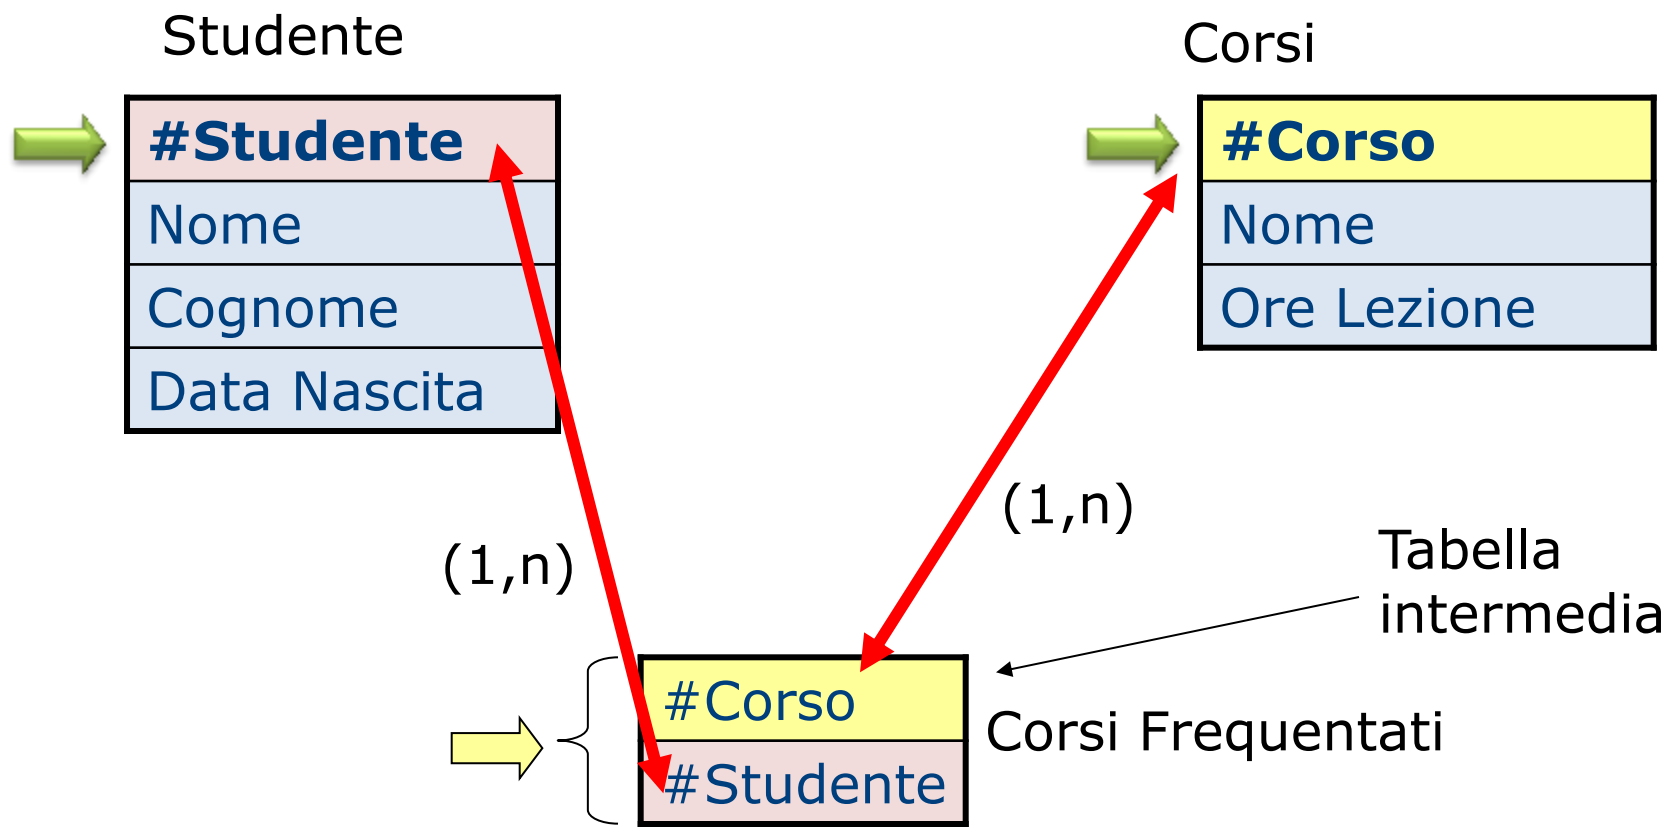 Studente
#Studente
Nome
Cognome
Data Nascita
Corsi
#Corso
Nome
Ore Lezione
(1,n)
(1,n)
Tabella
intermedia
#Corso
#Studente
Corsi Frequentati